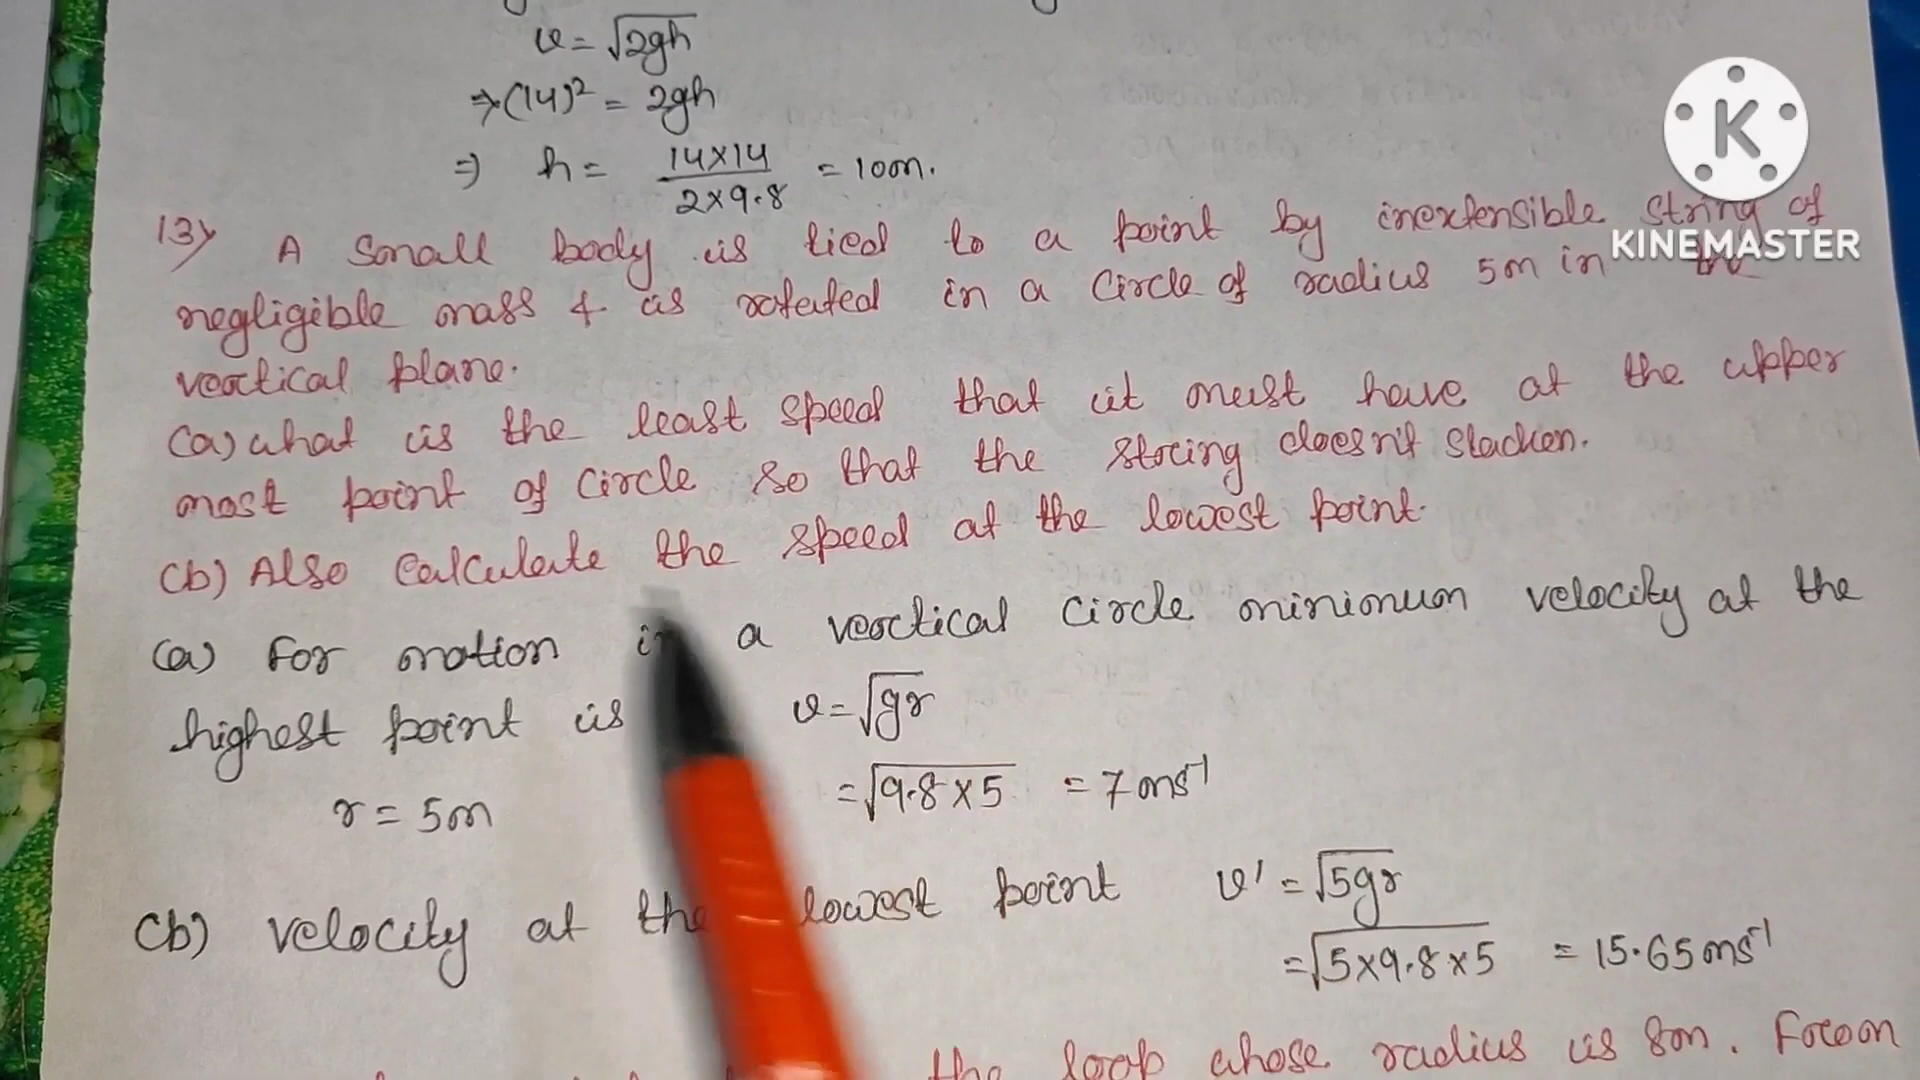 v = √2gh
⇒ (14)² = 2gh
⇒ h = 14×14 / 2×9.8 = 10m.
13) A small body is tied to a point by inextensible string of
negligible mass & is rotated in a circle of radius 5m in the
vertical plane.
(a) what is the least speed that it must have at the upper
most point of circle so that the string doesn't slacken.
(b) Also calculate the speed at the lowest point.
(a) For motion in a vertical circle minimum velocity at the
highest point is v = √gr
r = 5m = √9.8×5 = 7ms⁻¹
(b) velocity at the lowest point v' = √5gr
= √5×9.8×5 = 15.65ms⁻¹
the loop whose radius is 8m. From
K
KINEMASTER